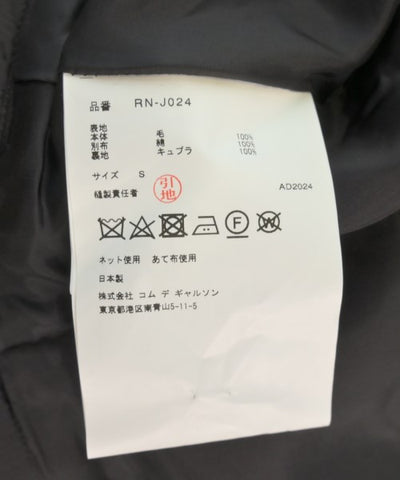 品番 RN-J024
表地
本体 毛 100%
別布 綿 100%
裏地 キュプラ 100%
サイズ S
縫製責任者 引地 AD2024
F W
ネット使用 あて布使用
日本製
株式会社 コム デ ギャルソン
東京都港区南青山5-11-5